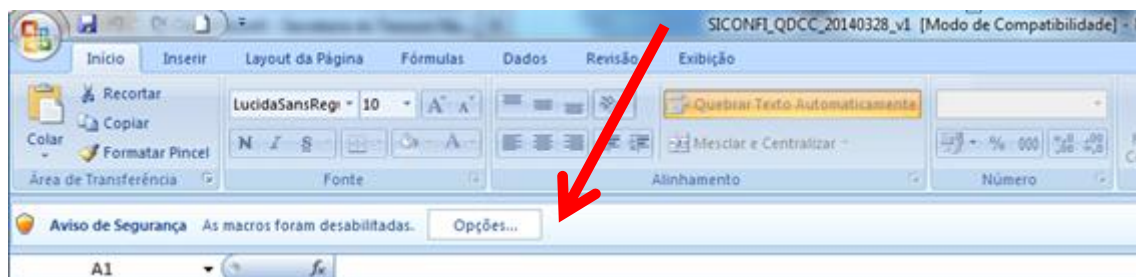 SICONFI_QDCC_20140328_v1 [Modo de Compatibilidade] -
Início Inserir Layout da Página Fórmulas Dados Revisão Exibição
Recortar
Copiar
Colar
Formatar Pincel
LucidaSansRegu 10 A A
Quebrar Texto Automaticamente
N I S A
Mesclar e Centralizar
% 000
Área de Transferência Fonte Alinhamento Número
Aviso de Segurança As macros foram desabilitadas. Opções...
A1 fx